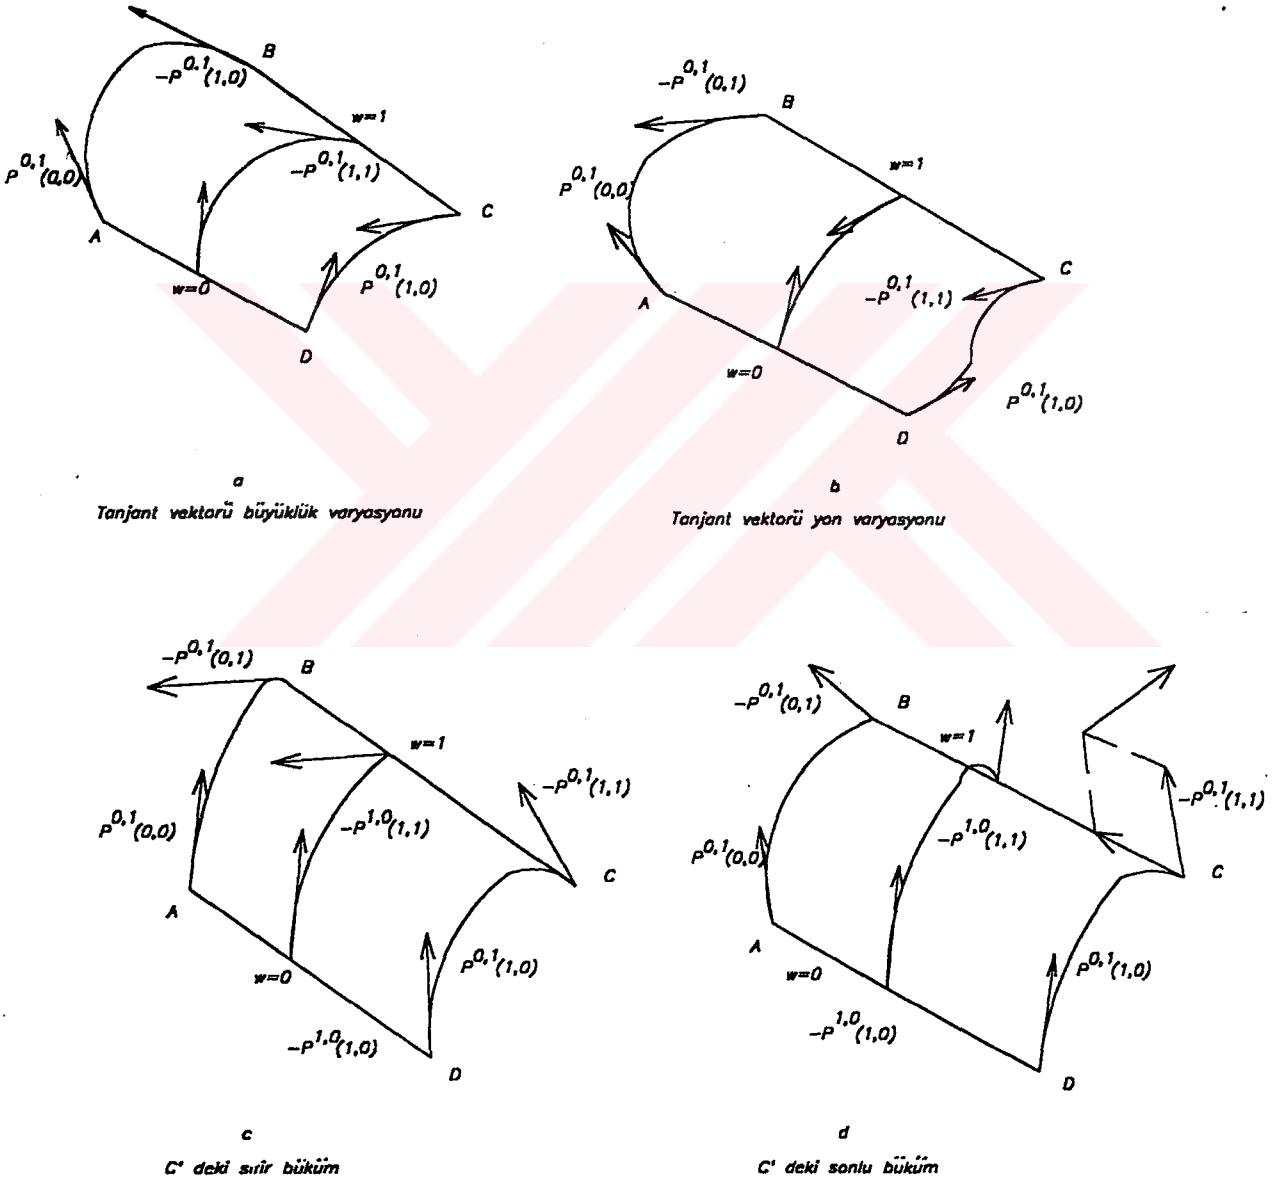 B
-P^0,1(1,0)
w=1
-P^0,1(1,1)
P^0,1(0,0)
A
C
w=0
P^0,1(1,0)
D
a
Tanjant vektorü büyüklük varyasyonu
-P^0,1(0,1)
B
w=1
P^0,1(0,0)
C
A
-P^0,1(1,1)
w=0
P^0,1(1,0)
D
b
Tanjant vektorü yon varyasyonu
-P^0,1(0,1)
B
w=1
-P^0,1(1,1)
P^0,1(0,0)
-P^1,0(1,1)
C
A
w=0
P^0,1(1,0)
-P^1,0(1,0)
D
c
C' deki sıfır büküm
-P^0,1(0,1)
B
w=1
-P^0,1(1,1)
-P^1,0(1,1)
P^0,1(0,0)
C
A
w=0
P^0,1(1,0)
-P^1,0(1,0)
D
d
C' deki sonlu büküm